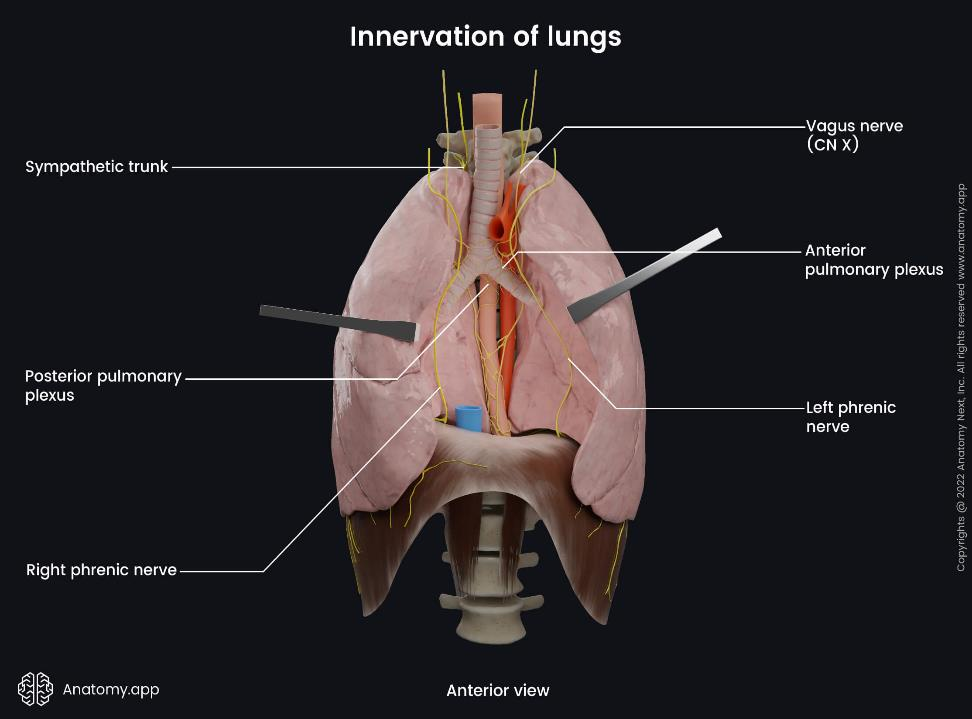 Innervation of lungs
Vagus nerve
(CN X)
Sympathetic trunk
Anterior
pulmonary plexus
Posterior pulmonary
plexus
Left phrenic
nerve
Right phrenic nerve
Anatomy.app
Anterior view
Copyrights @ 2022 Anatomy Next, Inc. All rights reserved www.anatomy.app